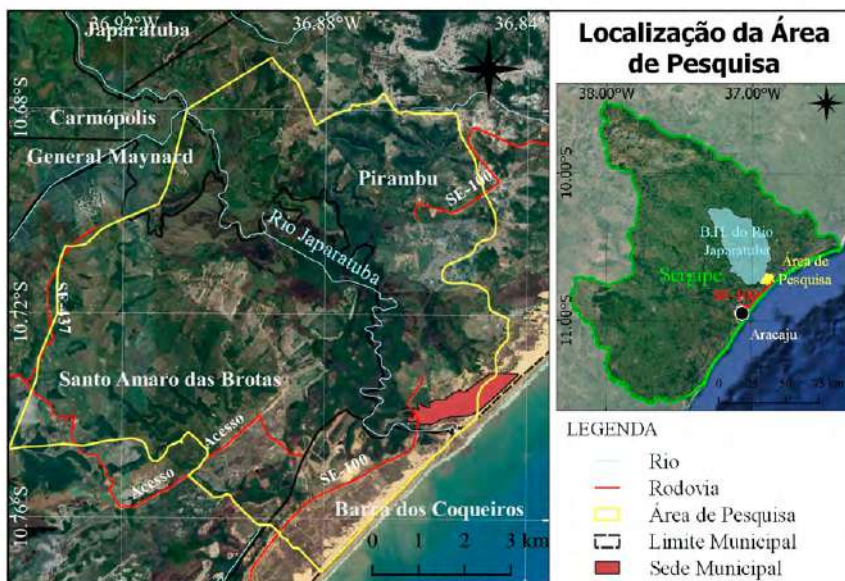 36.92°W
36.88°W
36.84°W
Japaratuba
10.68°S
Carmópolis
General Maynard
Pirambu
SE-100
Rio Japaratuba
SE-437
10.72°S
Santo Amaro das Brotas
Acesso
Acesso
SE-100
10.76°S
Barra dos Coqueiros
0 1 2 3 km
Localização da Área
de Pesquisa
38.00°W
37.00°W
10.00°S
B.H. do Rio
Japaratuba
Área de
Pesquisa
Sergipe
11.00°S
Aracaju
0 25 50 75 km
LEGENDA
Rio
Rodovia
Área de Pesquisa
Limite Municipal
Sede Municipal